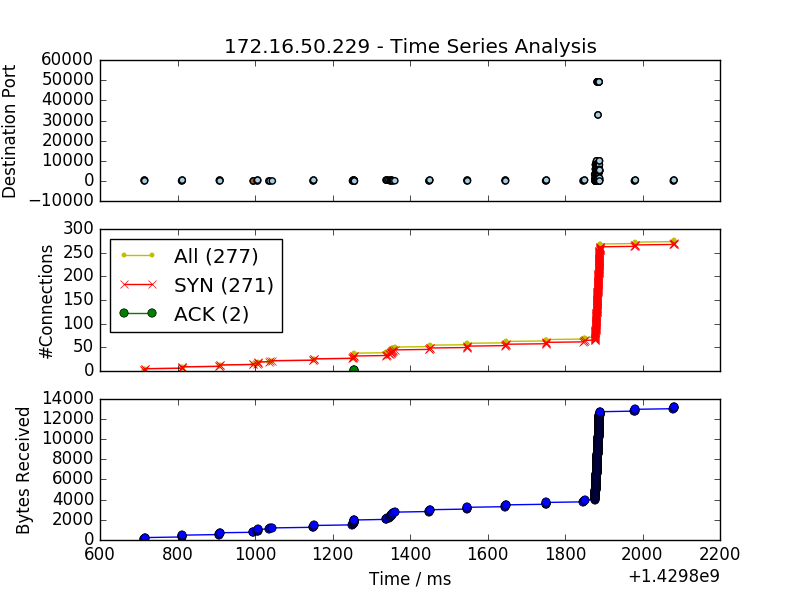 172.16.50.229 - Time Series Analysis
60000
50000
40000
30000
20000
10000
0
−10000
Destination Port
300
250
200
150
100
50
0
#Connections
All (277)
SYN (271)
ACK (2)
14000
12000
10000
8000
6000
4000
2000
0
Bytes Received
600 800 1000 1200 1400 1600 1800 2000 2200
Time / ms
+1.4298e9